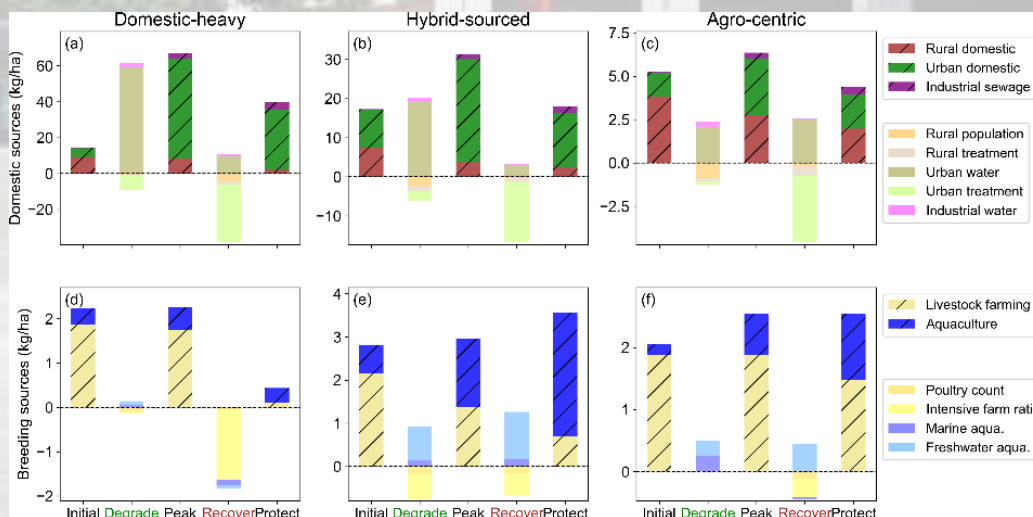 Domestic-heavy
Hybrid-sourced
Agro-centric
Domestic sources (kg/ha)
(a)
60
40
20
0
−20
(b)
30
20
10
0
−10
(c)
7.5
5.0
2.5
0.0
−2.5
Rural domestic
Urban domestic
Industrial sewage
Rural population
Rural treatment
Urban water
Urban treatment
Industrial water
Breeding sources (kg/ha)
(d)
2
1
0
−1
−2
Initial Degrade Peak Recover Protect
(e)
4
3
2
1
0
Initial Degrade Peak Recover Protect
(f)
2
1
0
Initial Degrade Peak Recover Protect
Livestock farming
Aquaculture
Poultry count
Intensive farm rati
Marine aqua.
Freshwater aqua.